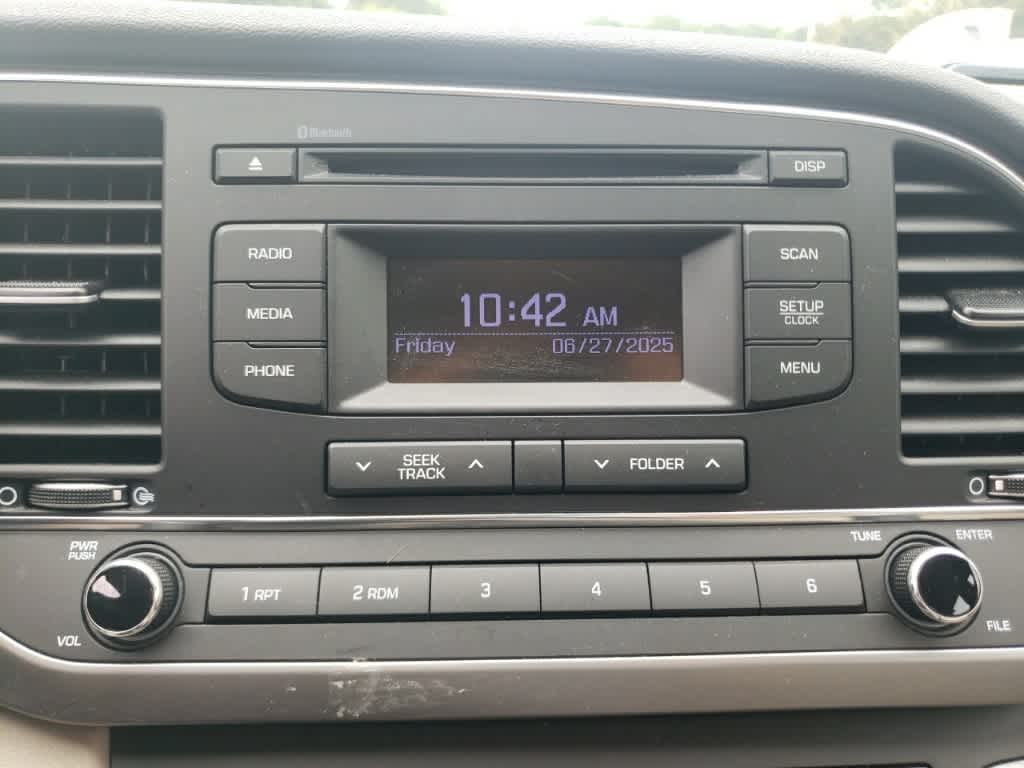 Bluetooth
DISP
RADIO
SCAN
10:42 AM
MEDIA
SETUP
CLOCK
Friday 06/27/2025
PHONE
MENU
SEEK
TRACK
FOLDER
PWR
PUSH
TUNE
ENTER
1 RPT
2 RDM
3
4
5
6
VOL
FILE